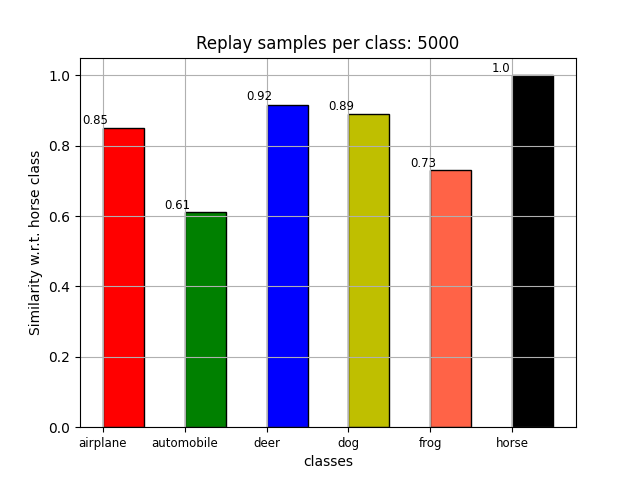 Replay samples per class: 5000
Similarity w.r.t. horse class
1.0
0.8
0.6
0.4
0.2
0.0
0.85
0.61
0.92
0.89
0.73
1.0
airplane
automobile
deer
dog
frog
horse
classes